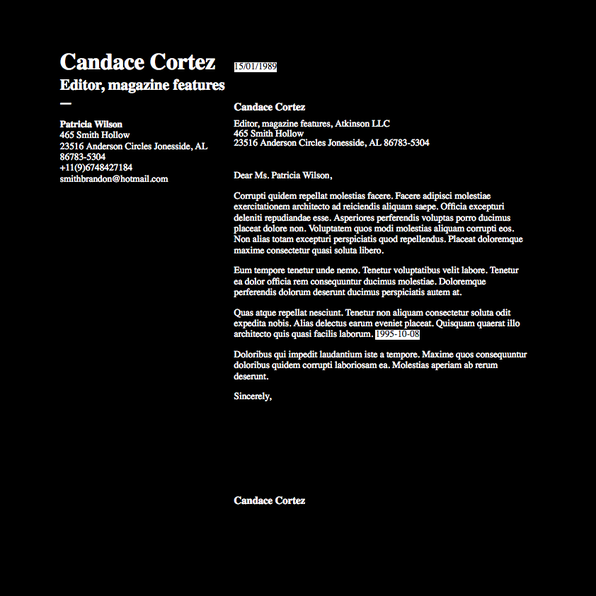 Candace Cortez
Editor, magazine features
—
Patricia Wilson
465 Smith Hollow
23516 Anderson Circles Jonesside, AL
86783-5304
+11(9)6748427184
smithbrandon@hotmail.com
15/01/1989
Candace Cortez
Editor, magazine features, Atkinson LLC
465 Smith Hollow
23516 Anderson Circles Jonesside, AL 86783-5304
Dear Ms. Patricia Wilson,
Corrupti quidem repellat molestias facere. Facere adipisci molestiae
exercitationem architecto ad reiciendis aliquam saepe. Officia excepturi
deleniti repudiandae esse. Asperiores perferendis voluptas porro ducimus
placeat dolore non. Voluptatem quos modi molestias aliquam corrupti eos.
Non alias totam excepturi perspiciatis quod repellendus. Placeat doloremque
maxime consectetur quasi soluta libero.
Eum tempore tenetur unde nemo. Tenetur voluptatibus velit labore. Tenetur
ea dolor officia rem consequuntur ducimus molestiae. Doloremque
perferendis dolorum deserunt ducimus perspiciatis autem at.
Quas atque repellat nesciunt. Tenetur non aliquam consectetur soluta odit
expedita nobis. Alias delectus earum eveniet placeat. Quisquam quaerat illo
architecto quis quasi facilis laborum. 1995-10-08
Doloribus qui impedit laudantium iste a tempore. Maxime quos consequuntur
doloribus quidem corrupti laboriosam ea. Molestias aperiam ab rerum
deserunt.
Sincerely,
Candace Cortez